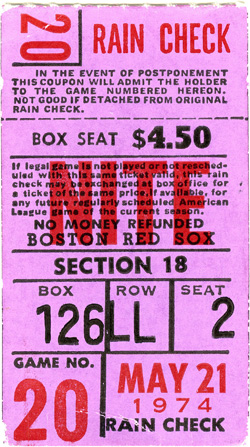 20
RAIN CHECK
IN THE EVENT OF POSTPONEMENT
THIS COUPON WILL ADMIT THE HOLDER
TO THE GAME NUMBERED HEREON.
NOT GOOD IF DETACHED FROM ORIGINAL
RAIN CHECK.
BOX SEAT $4.50
If legal game is not played or not resched-
uled with this same ticket valid this rain
check may be exchanged at box office for
a ticket of the same price, if available, for
any future regularly scheduled American
League game of the current season.
NO MONEY REFUNDED
BOSTON RED SOX
NITE
SECTION 18
BOX ROW SEAT
126 LL 2
GAME NO.
20
MAY 21
1974
RAIN CHECK